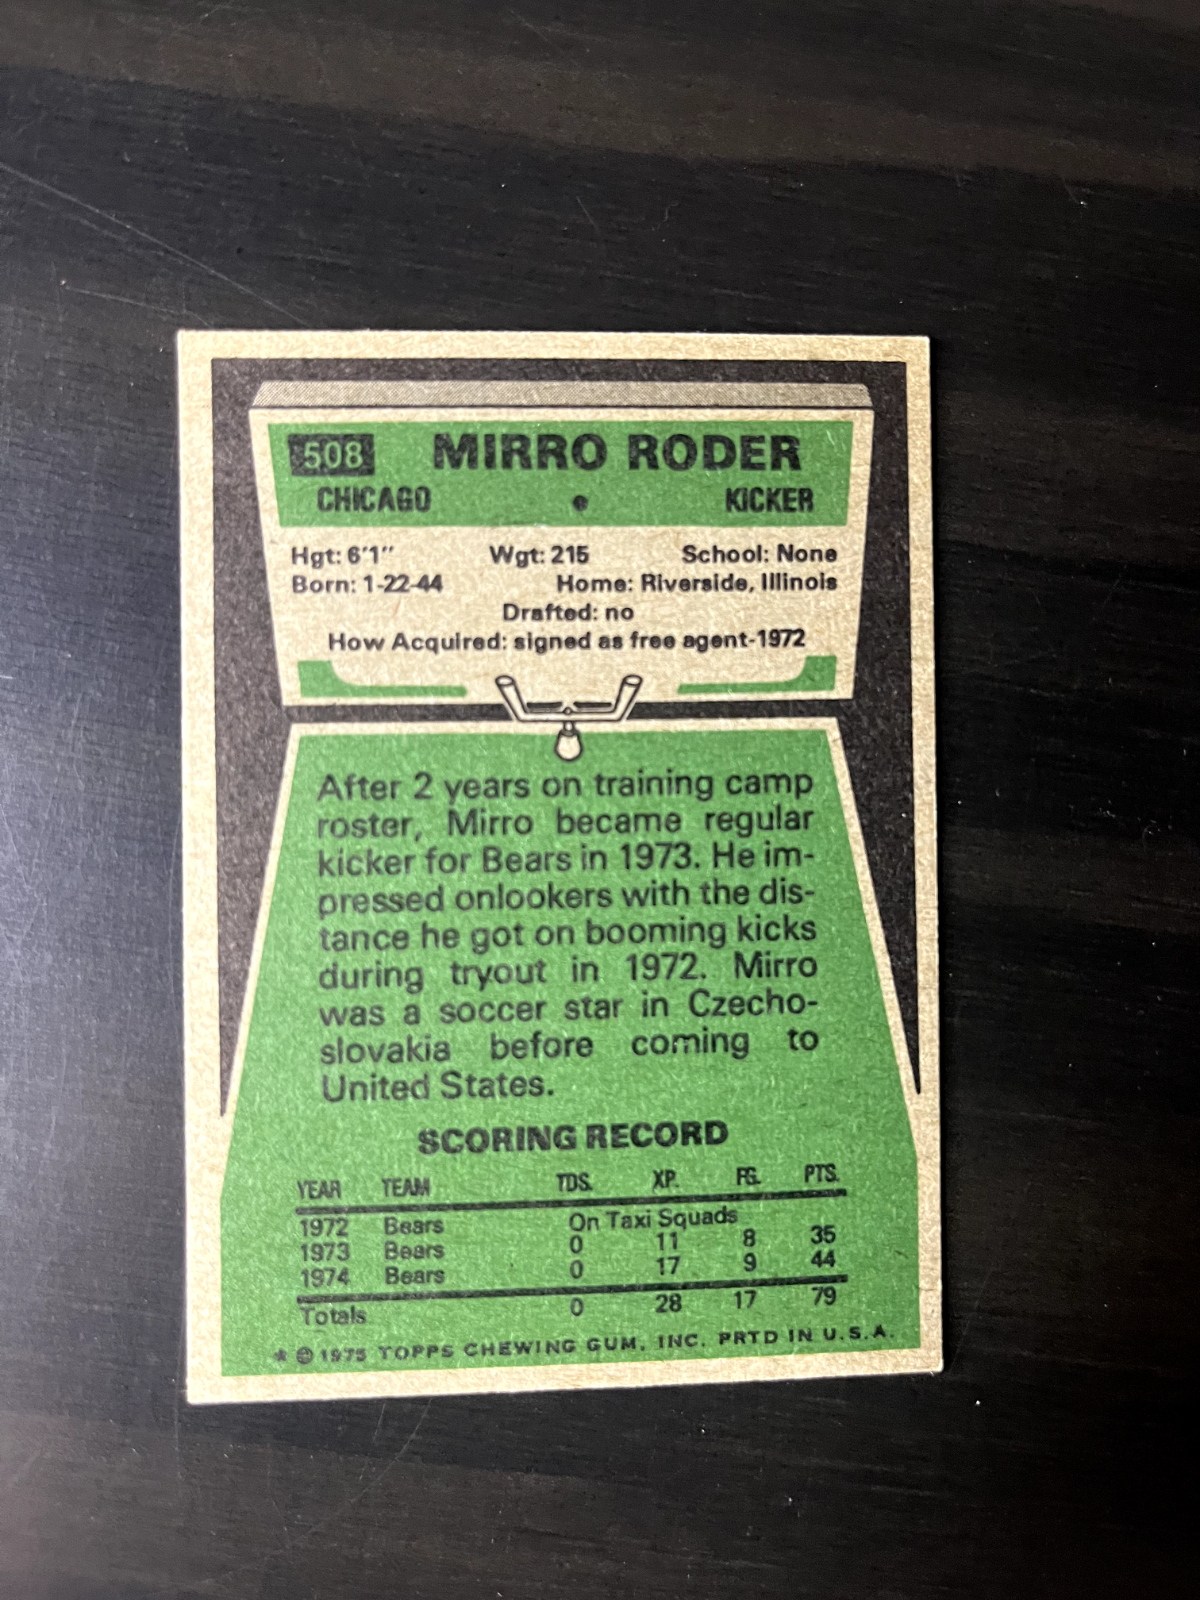 508 MIRRO RODER
CHICAGO • KICKER
Hgt: 6'1" Wgt: 215 School: None
Born: 1-22-44 Home: Riverside, Illinois
Drafted: no
How Acquired: signed as free agent-1972
After 2 years on training camp
roster, Mirro became regular
kicker for Bears in 1973. He im-
pressed onlookers with the dis-
tance he got on booming kicks
during tryout in 1972. Mirro
was a soccer star in Czecho-
slovakia before coming to
United States.
SCORING RECORD
YEAR TEAM TDS. XP. FG. PTS.
1972 Bears On Taxi Squads
1973 Bears 0 11 8 35
1974 Bears 0 17 9 44
Totals 0 28 17 79
* © 1975 TOPPS CHEWING GUM, INC. PRTD IN U.S.A.